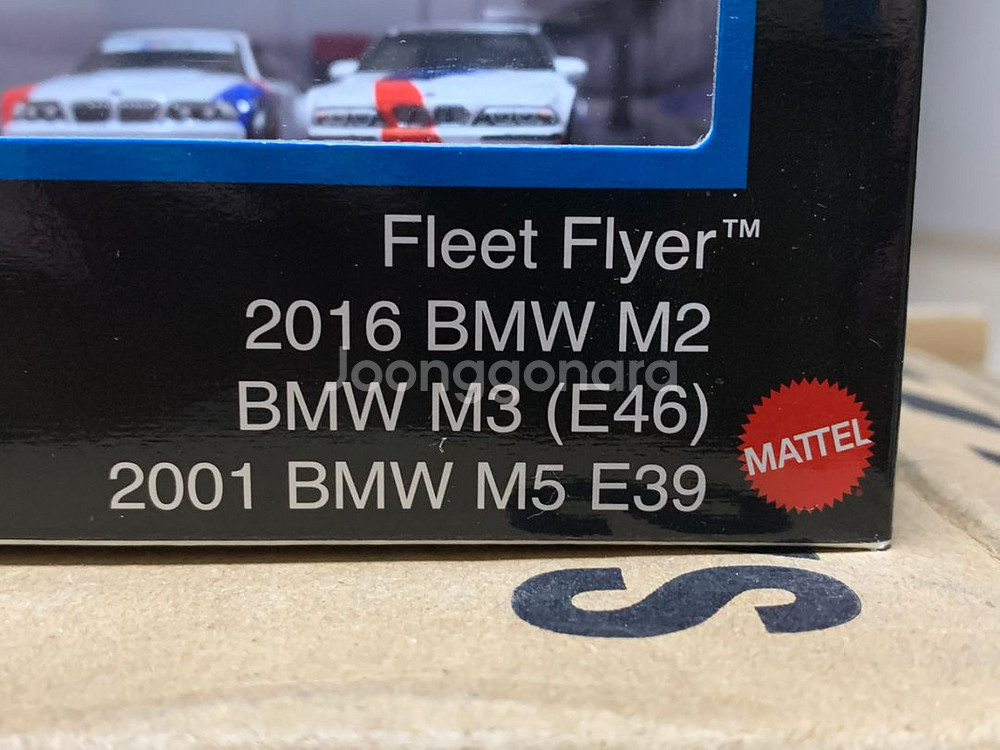 Fleet Flyer™
2016 BMW M2
Joonggonara
BMW M3 (E46)
MATTEL
2001 BMW M5 E39
S